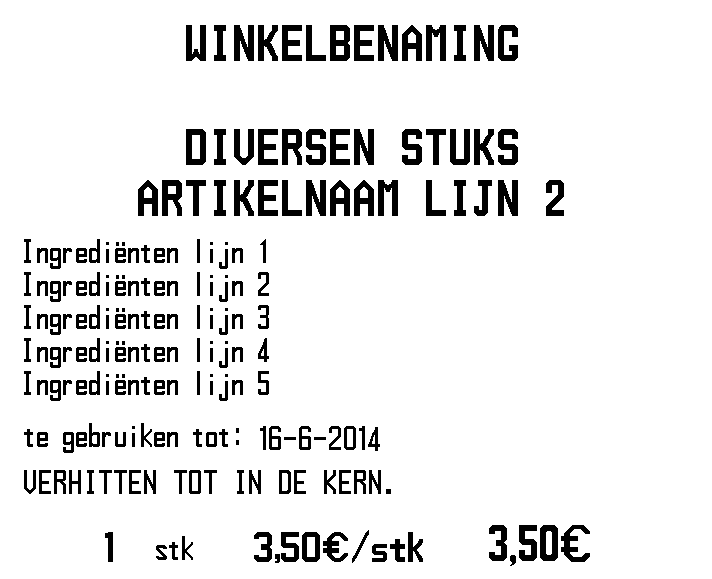 WINKELBENAMING
DIVERSEN STUKS
ARTIKELNAAM LIJN 2
Ingrediënten lijn 1
Ingrediënten lijn 2
Ingrediënten lijn 3
Ingrediënten lijn 4
Ingrediënten lijn 5
te gebruiken tot: 16-6-2014
VERHITTEN TOT IN DE KERN.
1 stk 3,50€/stk 3,50€